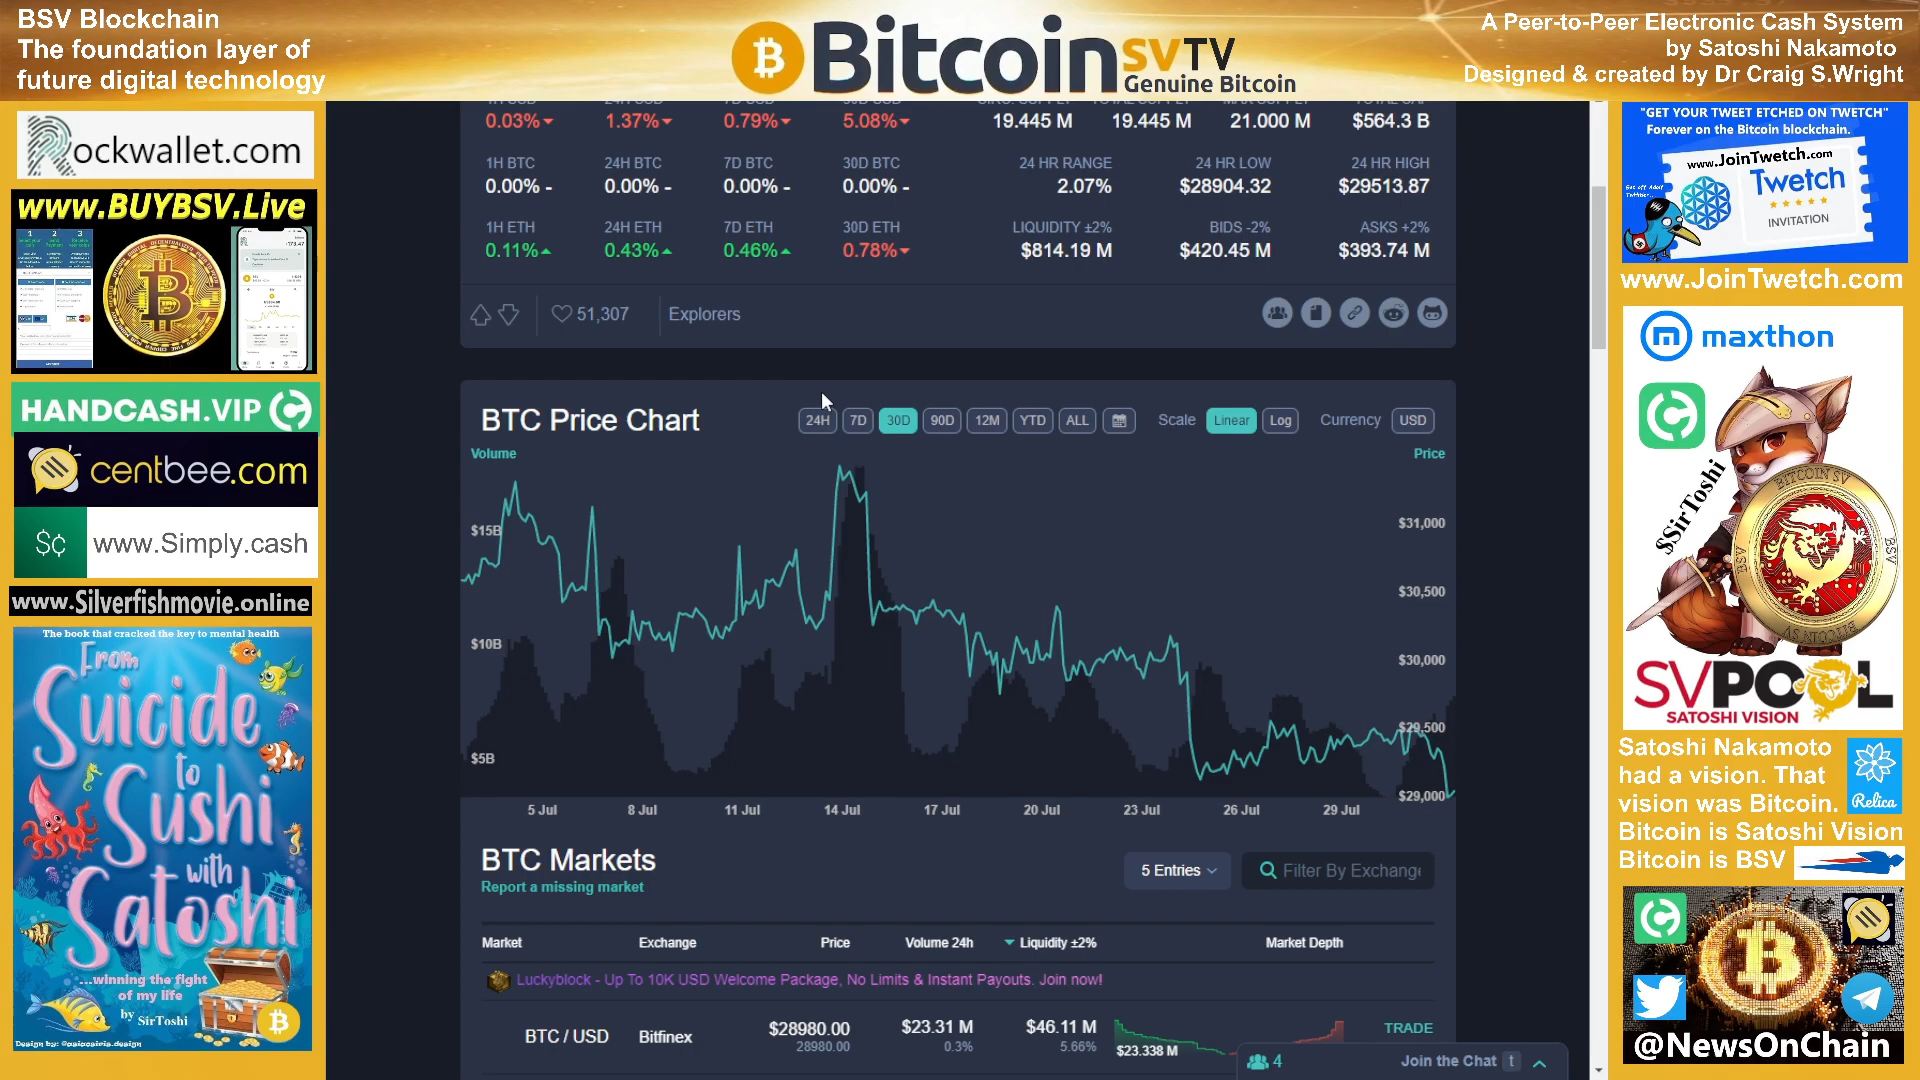 BSV Blockchain
The foundation layer of
future digital technology
Bitcoin SVTV
Genuine Bitcoin
A Peer-to-Peer Electronic Cash System
by Satoshi Nakamoto
Designed & created by Dr Craig S.Wright
Rockwallet.com
www.BUYBSV.Live
HANDCASH.VIP
centbee.com
$¢ www.Simply.cash
www.Silverfishmovie.online
The book that cracked the key to mental health
From
Suicide
to
Sushi
with
Satoshi
...winning the fight
of my life
by SirToshi
0.03% 1.37% 0.79% 5.08% 19.445 M 19.445 M 21.000 M $564.3 B
1H BTC 24H BTC 7D BTC 30D BTC 24 HR RANGE 24 HR LOW 24 HR HIGH
0.00% - 0.00% - 0.00% - 0.00% - 2.07% $28904.32 $29513.87
1H ETH 24H ETH 7D ETH 30D ETH LIQUIDITY ±2% BIDS -2% ASKS +2%
0.11% 0.43% 0.46% 0.78% $814.19 M $420.45 M $393.74 M
51,307 Explorers
BTC Price Chart 24H 7D 30D 90D 12M YTD ALL Scale Linear Log Currency USD
Volume Price
$15B $31,000
$30,500
$10B $30,000
$29,500
$5B
$29,000
5 Jul 8 Jul 11 Jul 14 Jul 17 Jul 20 Jul 23 Jul 26 Jul 29 Jul
BTC Markets 5 Entries Filter By Exchange
Report a missing market
Market Exchange Price Volume 24h Liquidity ±2% Market Depth
Luckyblock - Up To 10K USD Welcome Package, No Limits & Instant Payouts. Join now!
BTC / USD Bitfinex $28980.00 $23.31 M $46.11 M TRADE
28980.00 0.3% 5.66% $23.338 M
4 Join the Chat t
"GET YOUR TWEET ETCHED ON TWETCH"
Forever on the Bitcoin blockchain.
www.JoinTwetch.com
Twetch
INVITATION
www.JoinTwetch.com
maxthon
$SirToshi
BITCOIN SV
BSV
BSV
BITCOIN SV
SVPOOL
SATOSHI VISION
Satoshi Nakamoto
had a vision. That
vision was Bitcoin.
Relica
Bitcoin is Satoshi Vision
Bitcoin is BSV
@NewsOnChain